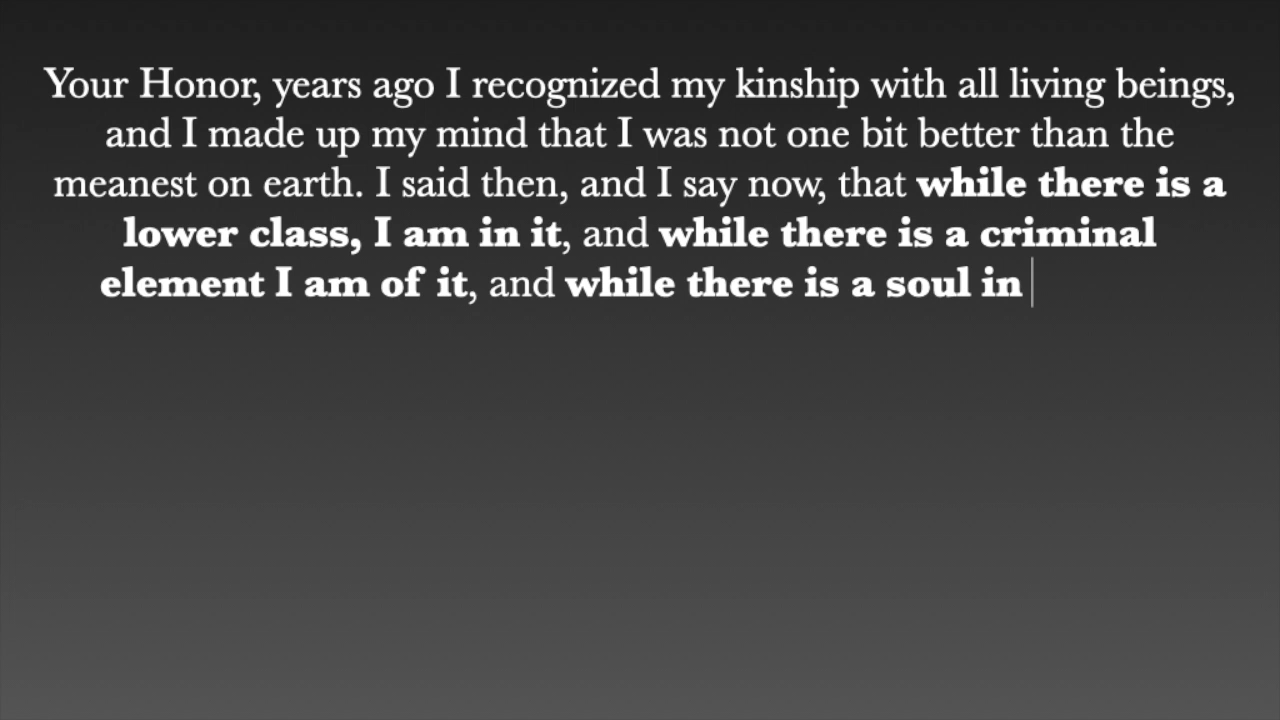 Your Honor, years ago I recognized my kinship with all living beings,
and I made up my mind that I was not one bit better than the
meanest on earth. I said then, and I say now, that while there is a
lower class, I am in it, and while there is a criminal
element I am of it, and while there is a soul in